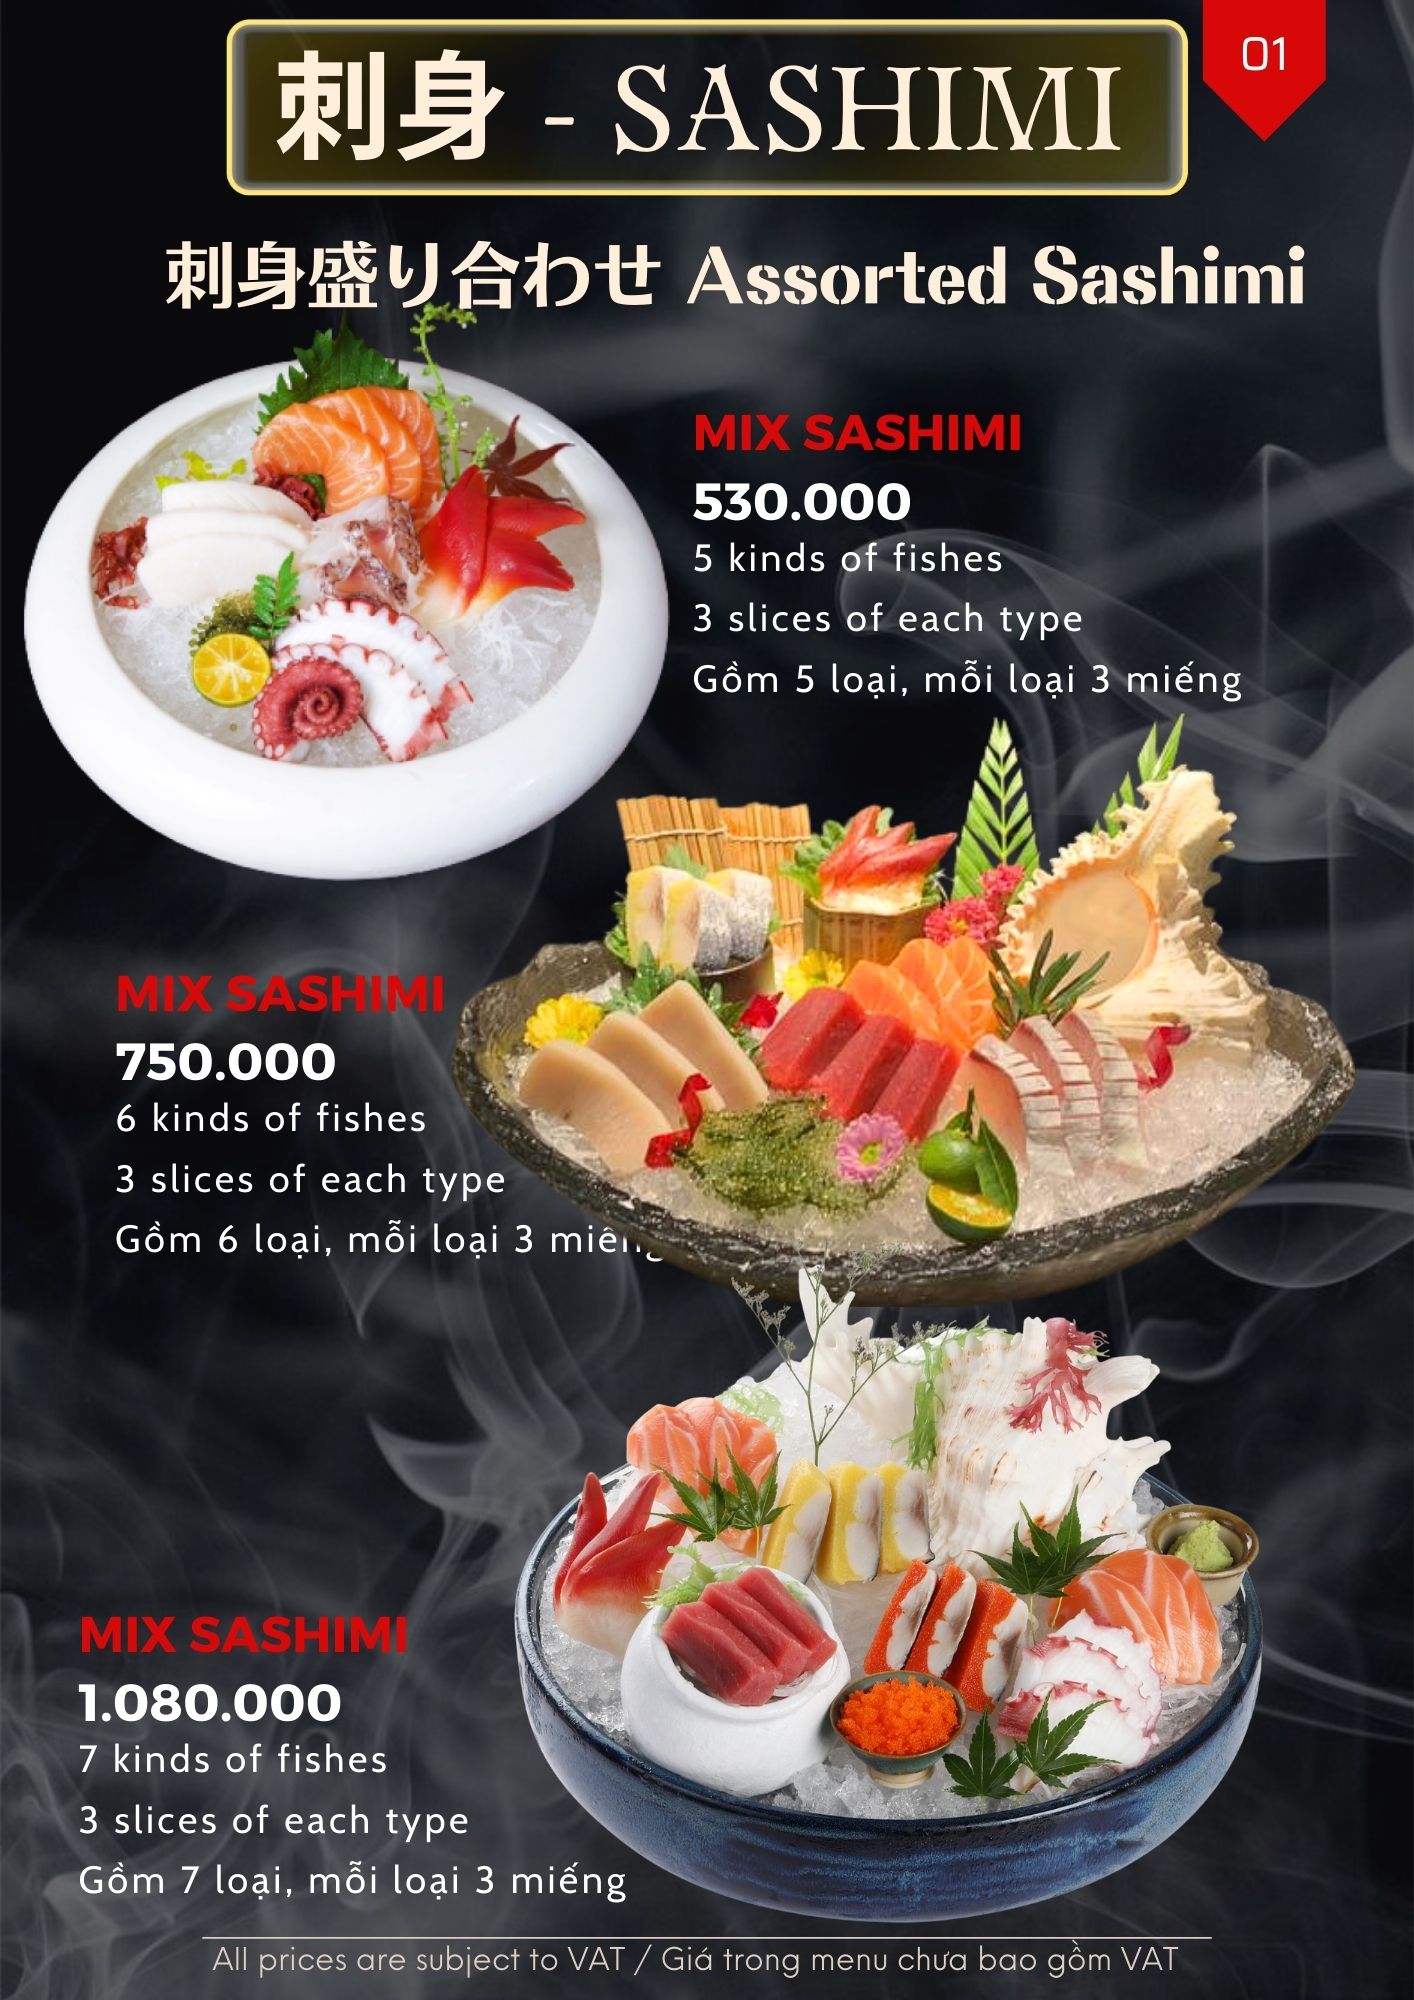 刺身 - SASHIMI
01
刺身盛り合わせ Assorted Sashimi
MIX SASHIMI
530.000
5 kinds of fishes
3 slices of each type
Gồm 5 loại, mỗi loại 3 miếng
MIX SASHIMI
750.000
6 kinds of fishes
3 slices of each type
Gồm 6 loại, mỗi loại 3 miếng
MIX SASHIMI
1.080.000
7 kinds of fishes
3 slices of each type
Gồm 7 loại, mỗi loại 3 miếng
All prices are subject to VAT / Giá trong menu chưa bao gồm VAT